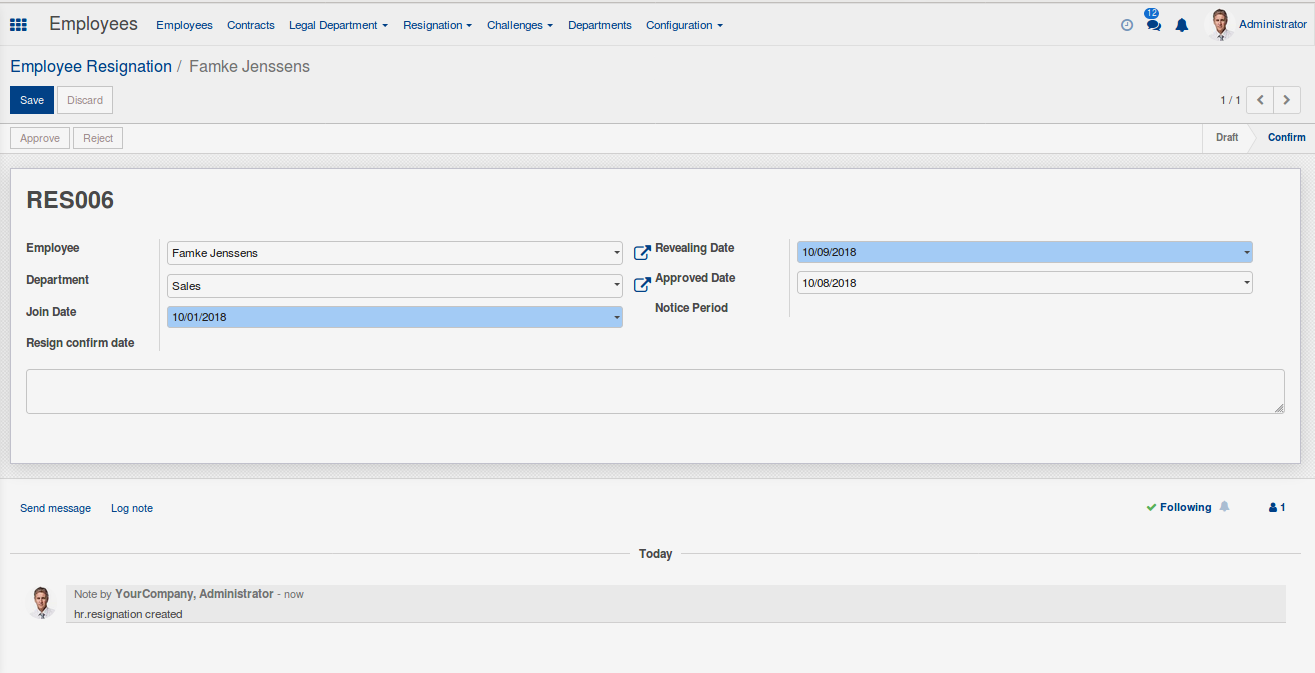 Employees Employees Contracts Legal Department Resignation Challenges Departments Configuration 12 Administrator
Employee Resignation / Famke Jenssens
Save Discard 1 / 1
Approve Reject Draft Confirm
RES006
Employee Famke Jenssens Revealing Date 10/09/2018
Department Sales Approved Date 10/08/2018
Join Date 10/01/2018 Notice Period
Resign confirm date
Send message Log note Following 1
Today
Note by YourCompany, Administrator - now
hr.resignation created